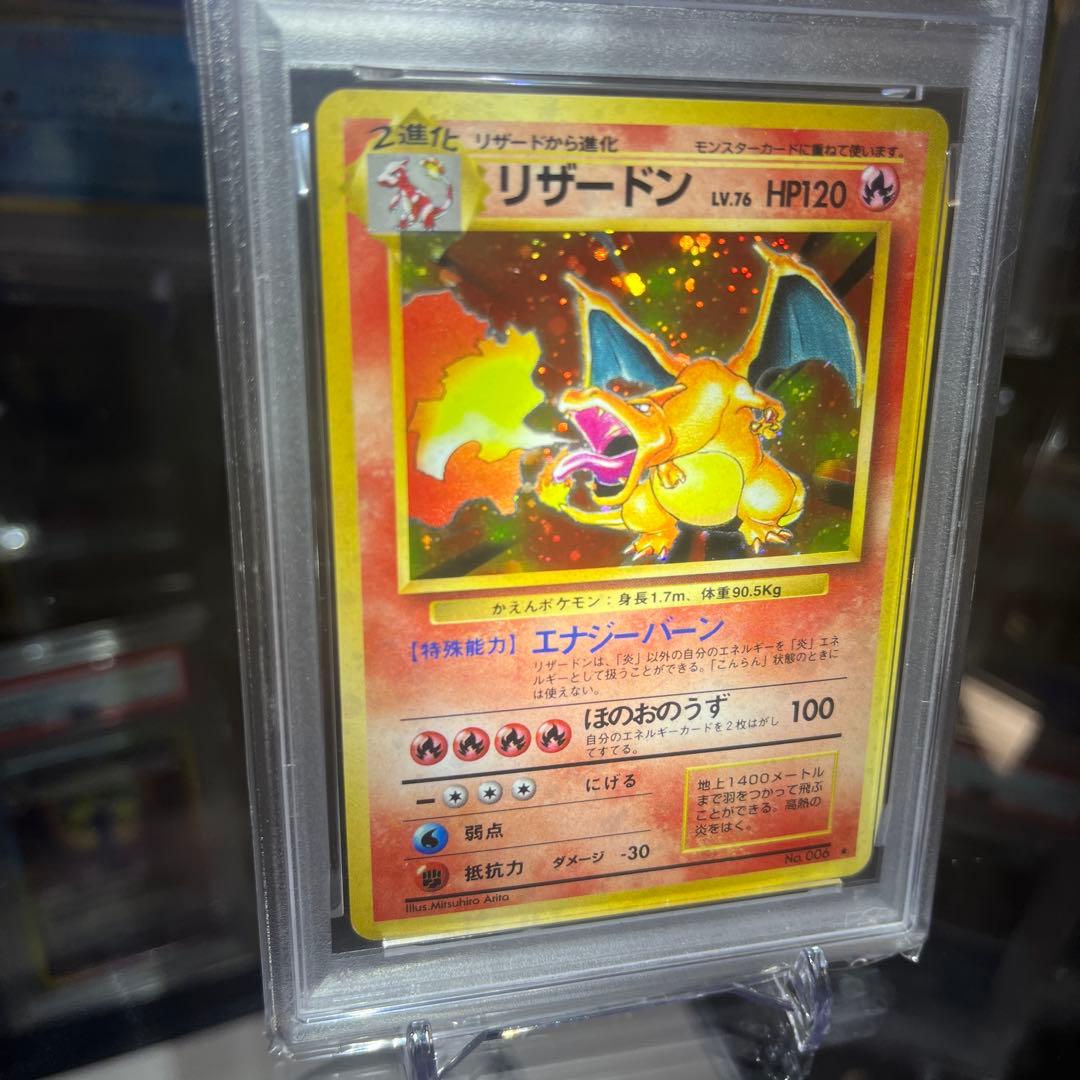 2進化 リザードから進化 モンスターカードに重ねて使います。
リザードン LV.76 HP120
かえんポケモン：身長1.7m、体重90.5Kg
【特殊能力】エナジーバーン
リザードンは、「炎」以外の自分のエネルギーを「炎」エネ
ルギーとして扱うことができる。「こんらん」状態のときに
は使えない。
ほのおのうず 100
自分のエネルギーカードを2枚はがし
てすてる。
にげる
弱点
抵抗力 ダメージ -30
地上1400メートル
まで羽をつかって飛ぶ
ことができる。高熱の
炎をはく。
Illus.Mitsuhiro Arita
No. 006 ★